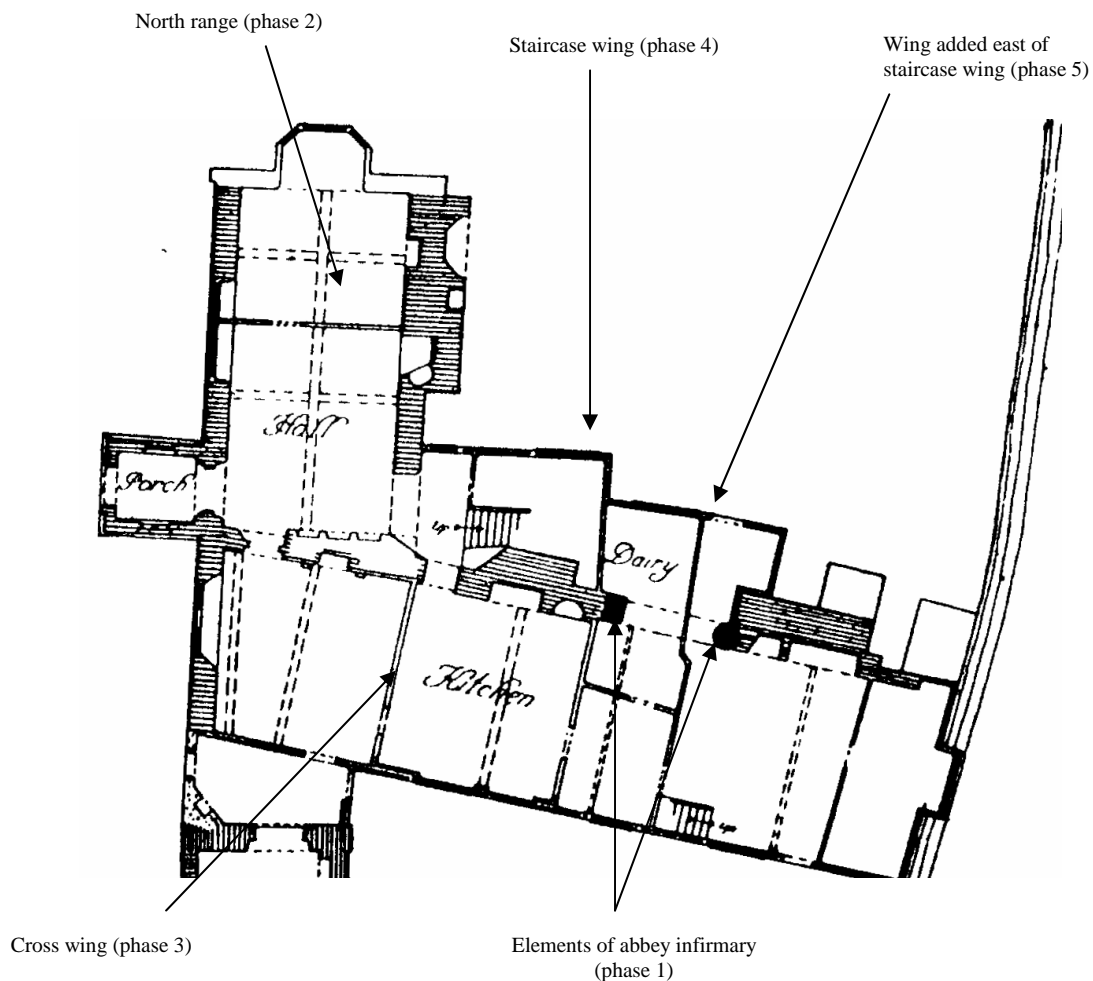 North range (phase 2)
Staircase wing (phase 4)
Wing added east of
staircase wing (phase 5)
Hall
Porch
up
Dairy
Kitchen
up
Cross wing (phase 3)
Elements of abbey infirmary
(phase 1)